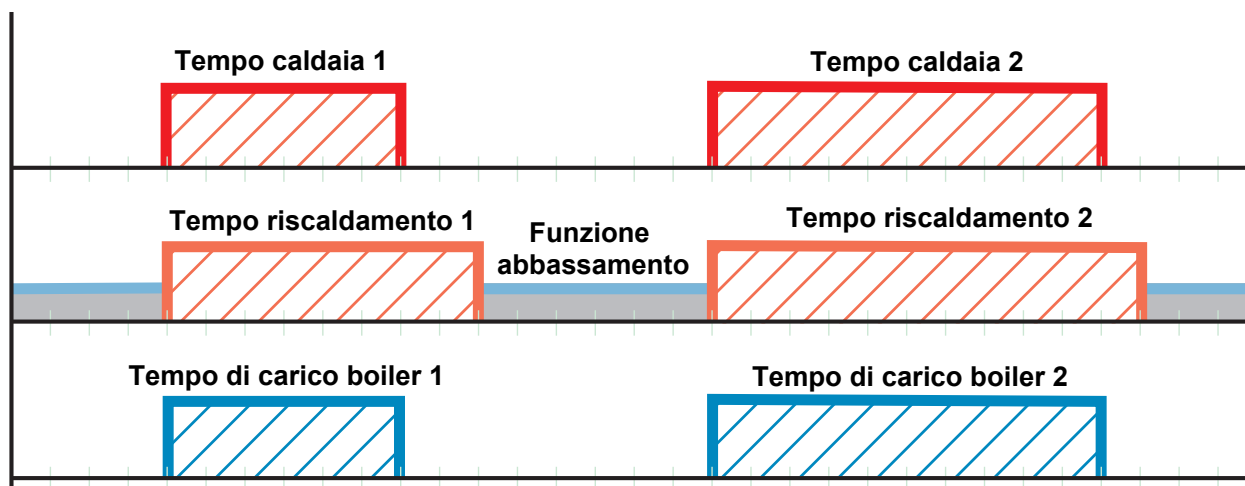 Tempo caldaia 1
Tempo caldaia 2
Tempo riscaldamento 1
Funzione
abbassamento
Tempo riscaldamento 2
Tempo di carico boiler 1
Tempo di carico boiler 2